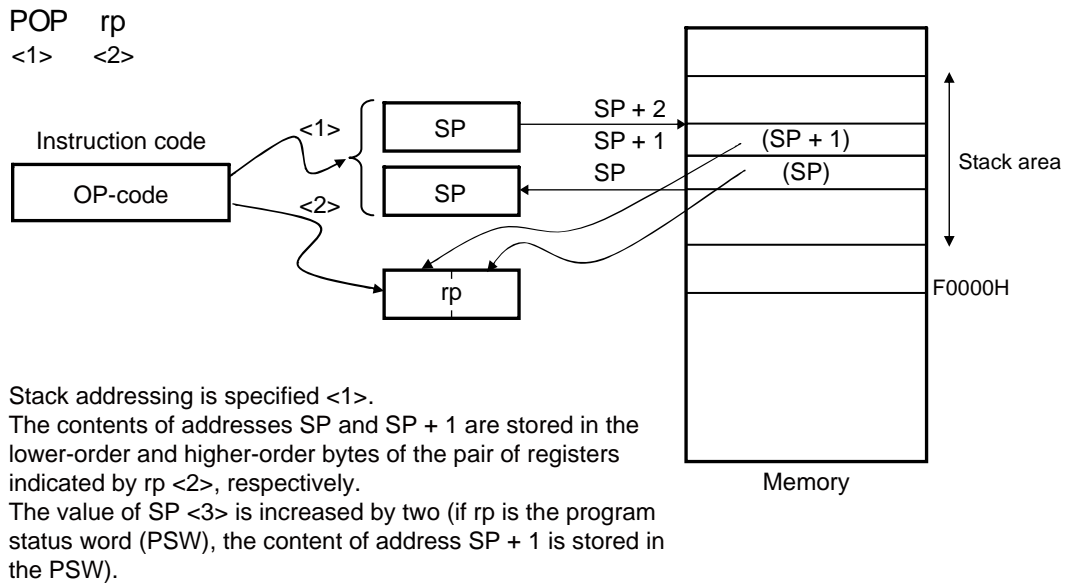 POP rp
<1> <2>
Instruction code
OP-code
<1>
<2>
SP
SP
rp
SP + 2
SP + 1
SP
(SP + 1)
(SP)
Stack area
F0000H
Memory
Stack addressing is specified <1>.
The contents of addresses SP and SP + 1 are stored in the
lower-order and higher-order bytes of the pair of registers
indicated by rp <2>, respectively.
The value of SP <3> is increased by two (if rp is the program
status word (PSW), the content of address SP + 1 is stored in
the PSW).